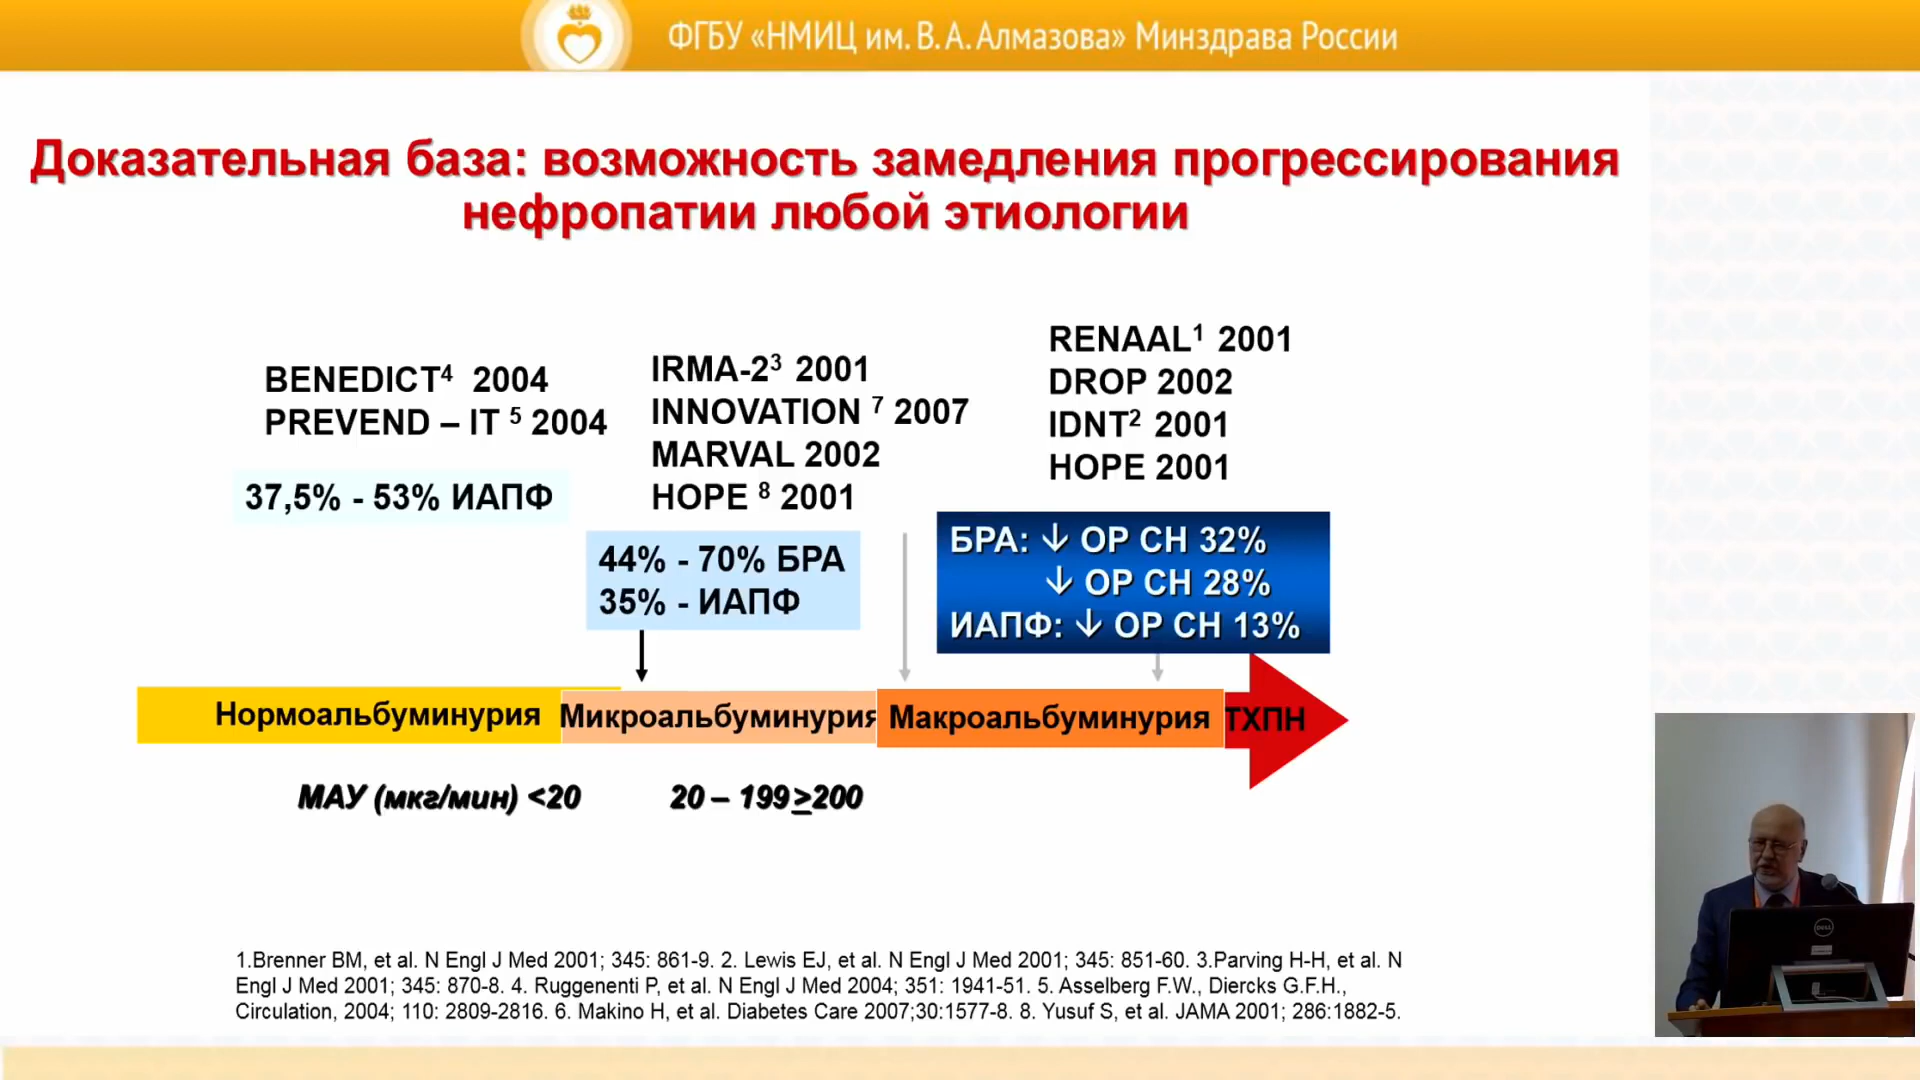 ФГБУ «НМИЦ им. В. А. Алмазова» Минздрава России
Доказательная база: возможность замедления прогрессирования
нефропатии любой этиологии
BENEDICT⁴ 2004
PREVEND – IT ⁵ 2004
37,5% - 53% ИАПФ
IRMA-2³ 2001
INNOVATION ⁷ 2007
MARVAL 2002
HOPE ⁸ 2001
44% - 70% БРА
35% - ИАПФ
RENAAL¹ 2001
DROP 2002
IDNT² 2001
HOPE 2001
БРА: ↓ ОР СН 32%
↓ ОР СН 28%
ИАПФ: ↓ ОР СН 13%
Нормоальбуминурия
Микроальбуминурия
Макроальбуминурия
ТХПН
МАУ (мкг/мин) <20
20 – 199 ≥200
1.Brenner BM, et al. N Engl J Med 2001; 345: 861-9. 2. Lewis EJ, et al. N Engl J Med 2001; 345: 851-60. 3.Parving H-H, et al. N
Engl J Med 2001; 345: 870-8. 4. Ruggenenti P, et al. N Engl J Med 2004; 351: 1941-51. 5. Asselberg F.W., Diercks G.F.H.,
Circulation, 2004; 110: 2809-2816. 6. Makino H, et al. Diabetes Care 2007;30:1577-8. 8. Yusuf S, et al. JAMA 2001; 286:1882-5.
DELL